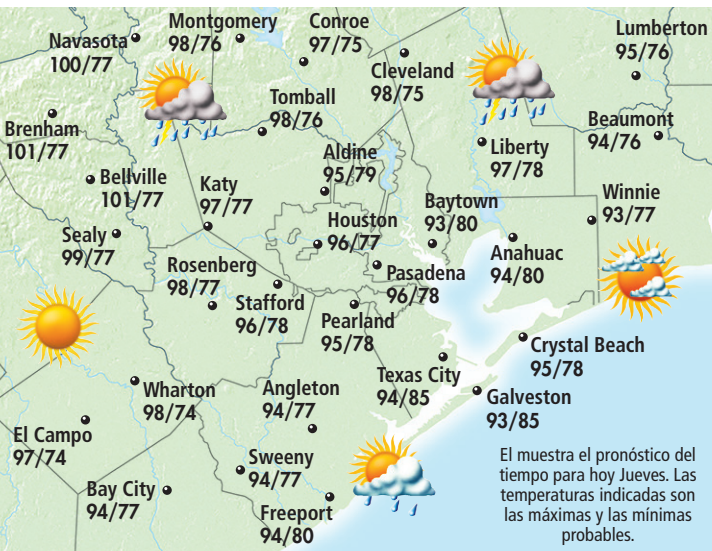 Montgomery
98/76
Conroe
97/75
Lumberton
95/76
Navasota
100/77
Cleveland
98/75
Tomball
98/76
Beaumont
94/76
Brenham
101/77
Liberty
97/78
Aldine
95/79
Bellville
101/77
Katy
97/77
Winnie
93/77
Baytown
93/80
Houston
96/77
Sealy
99/77
Anahuac
94/80
Rosenberg
98/77
Pasadena
96/78
Stafford
96/78
Pearland
95/78
Crystal Beach
95/78
Texas City
94/85
Wharton
98/74
Angleton
94/77
Galveston
93/85
El Campo
97/74
Sweeny
94/77
Bay City
94/77
Freeport
94/80
El muestra el pronóstico del
tiempo para hoy Jueves. Las
temperaturas indicadas son
las máximas y las mínimas
probables.